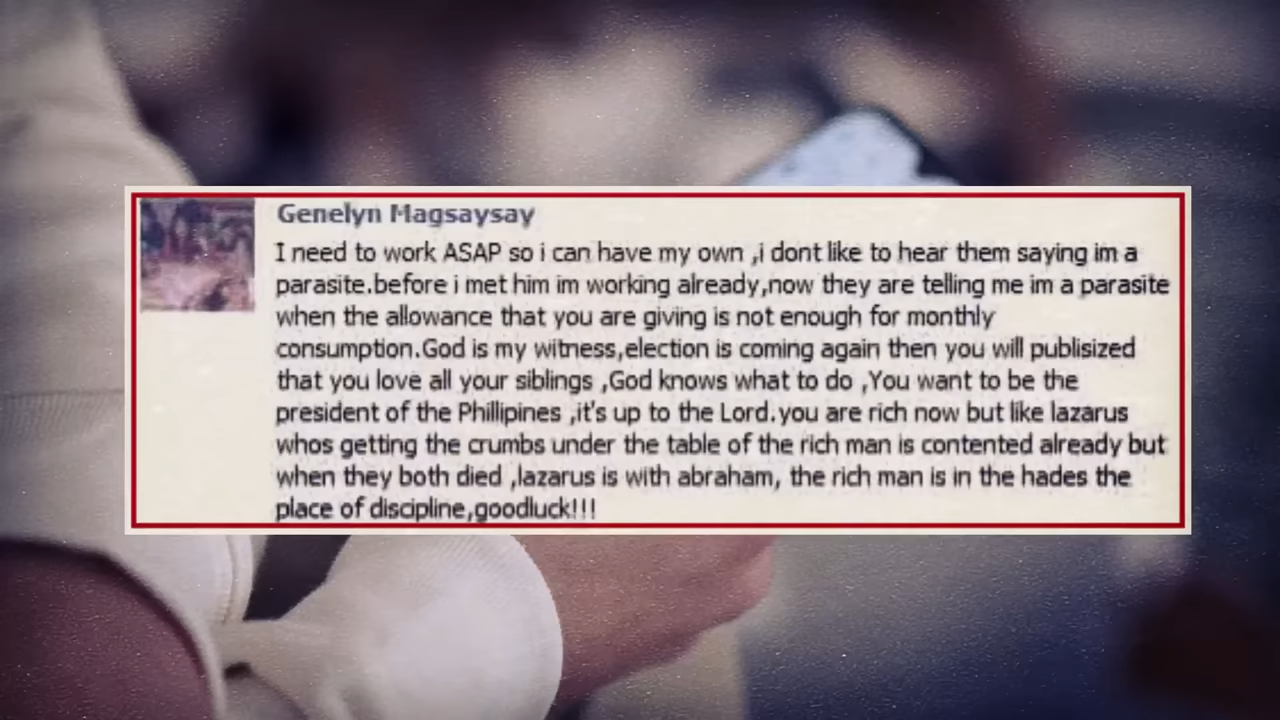 Genelyn Magsaysay
I need to work ASAP so i can have my own ,i dont like to hear them saying im a
parasite.before i met him im working already,now they are telling me im a parasite
when the allowance that you are giving is not enough for monthly
consumption.God is my witness,election is coming again then you will publisized
that you love all your siblings ,God knows what to do ,You want to be the
president of the Phillipines ,it's up to the Lord.you are rich now but like lazarus
whos getting the crumbs under the table of the rich man is contented already but
when they both died ,lazarus is with abraham, the rich man is in the hades the
place of discipline,goodluck!!!